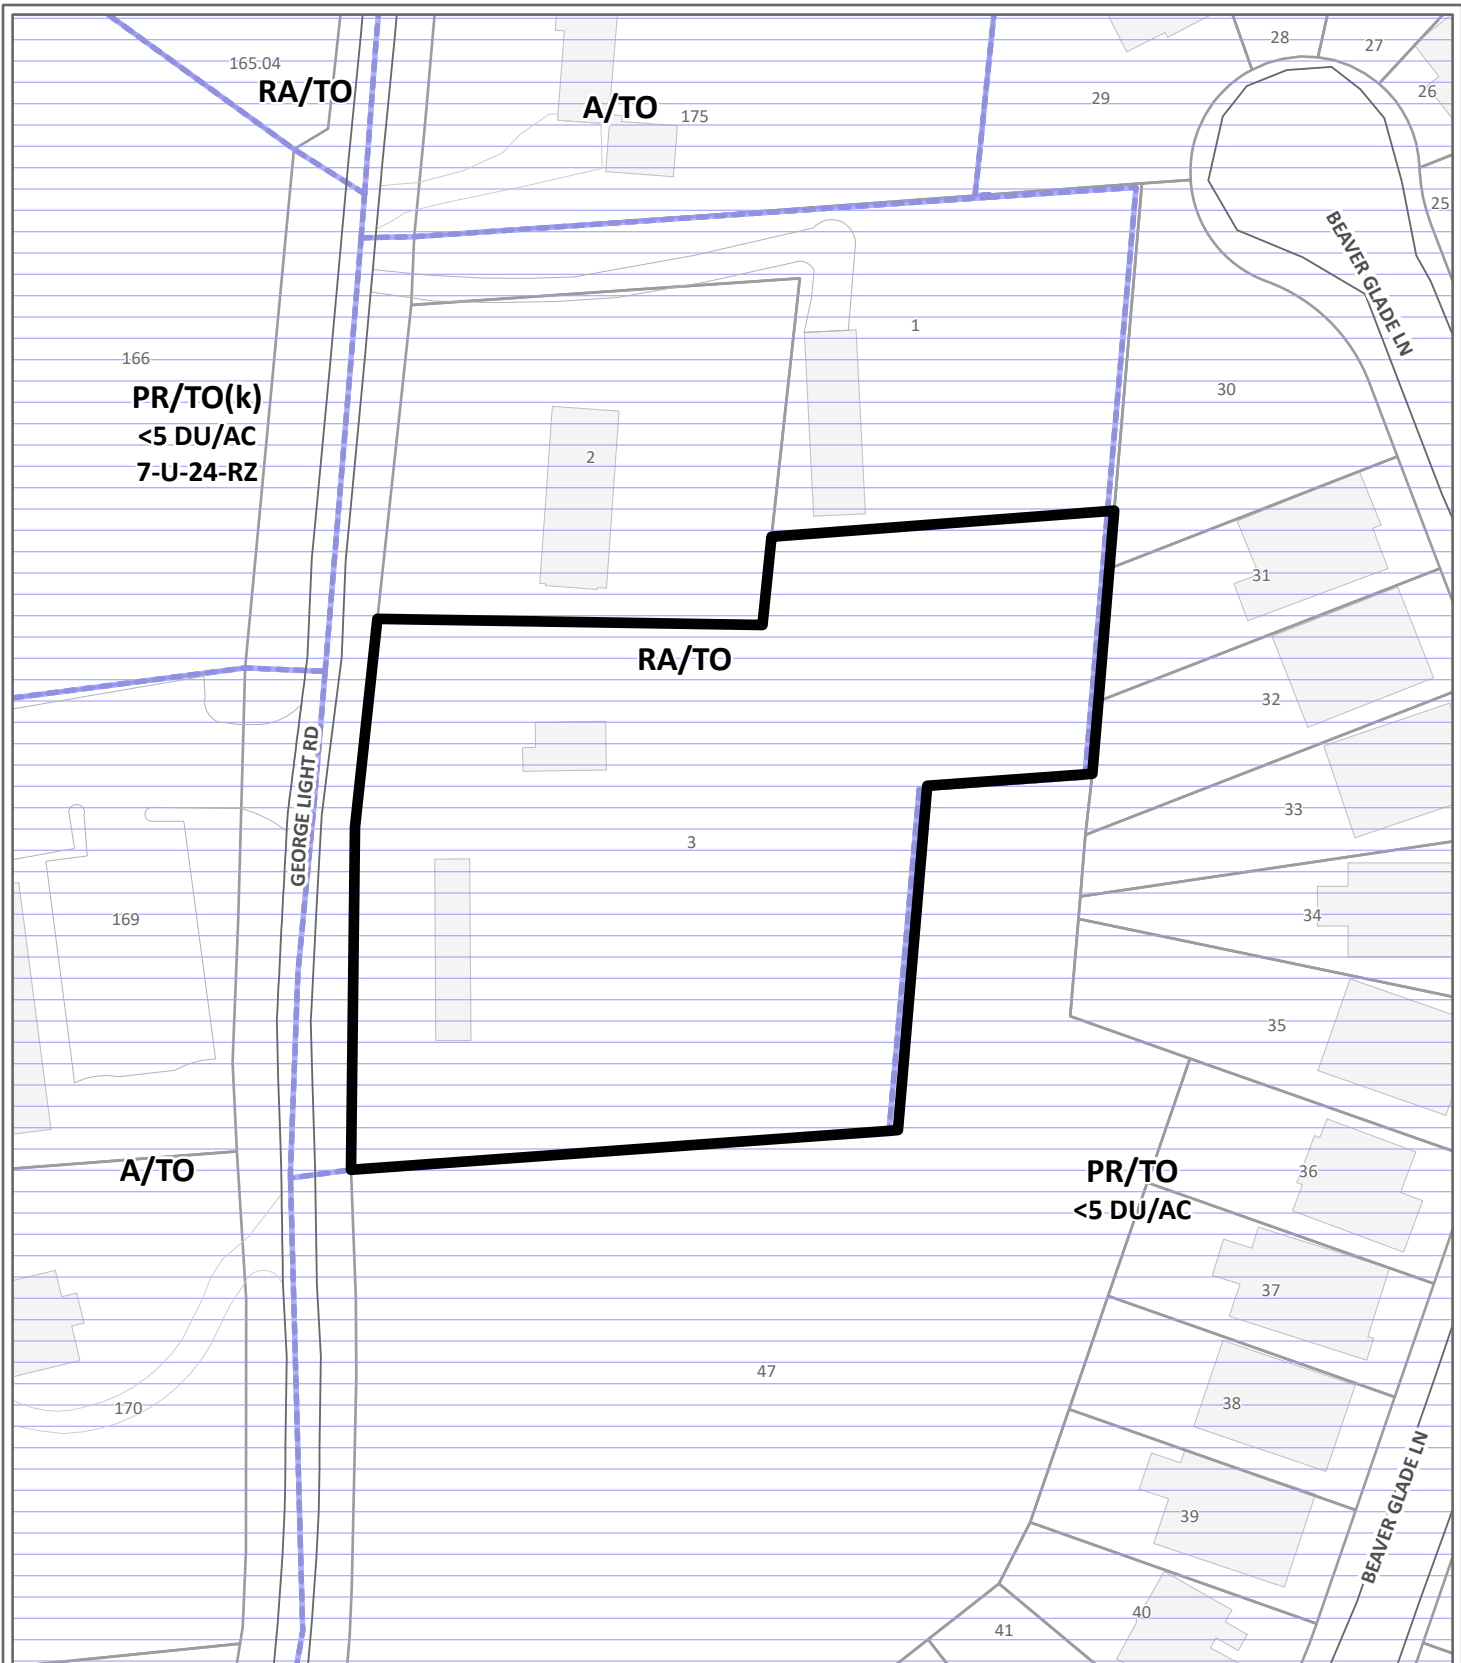 28
27
165.04
RA/TO
26
29
A/TO
175
25
BEAVER GLADE LN
1
166
PR/TO(k)
<5 DU/AC
7-U-24-RZ
30
2
31
RA/TO
32
GEORGE LIGHT RD
33
3
34
169
35
A/TO
PR/TO
<5 DU/AC
36
37
47
38
170
BEAVER GLADE LN
39
40
41